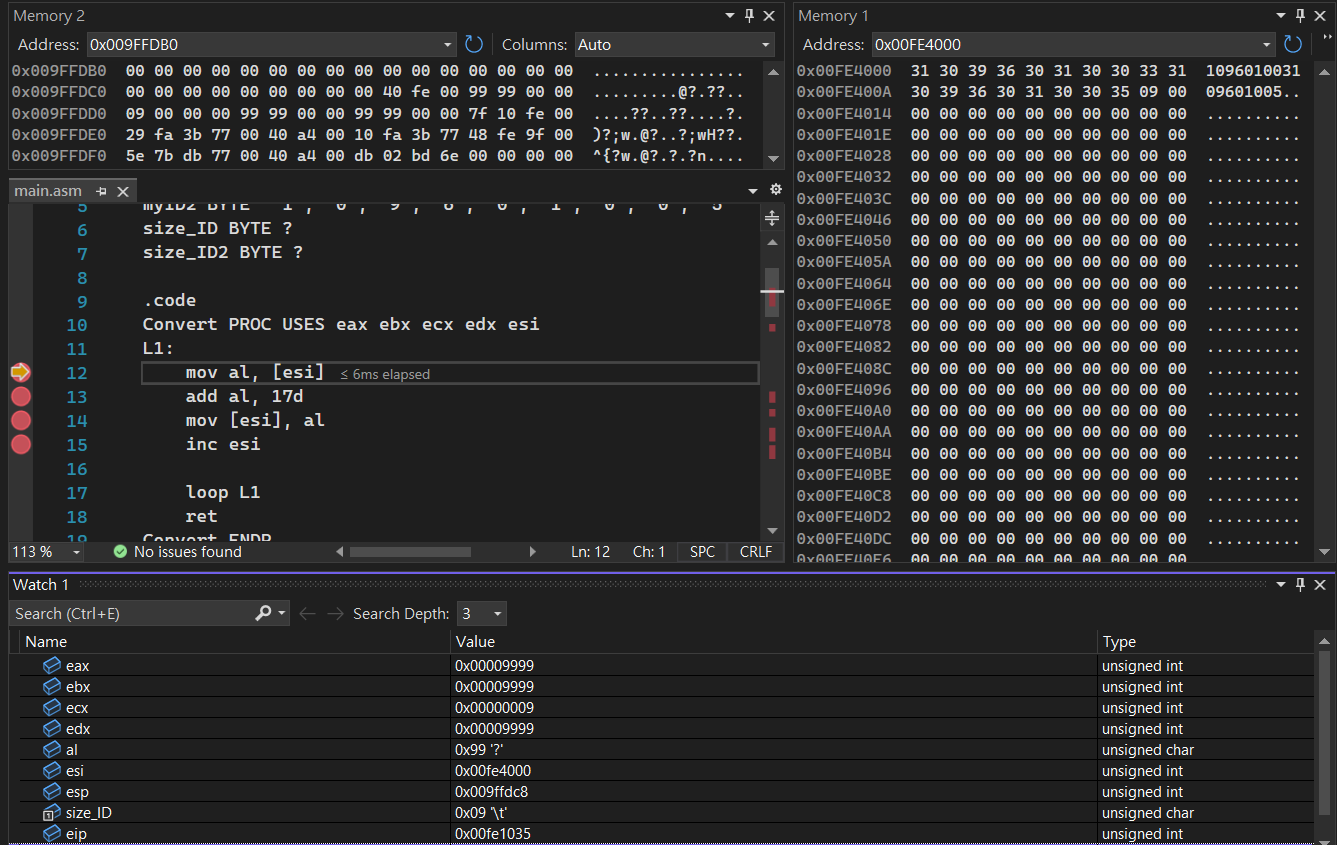 Memory 2
Address: 0x009FFDB0 Columns: Auto
0x009FFDB0 00 00 00 00 00 00 00 00 00 00 00 00 00 00 00 00 ................
0x009FFDC0 00 00 00 00 00 00 00 00 00 40 fe 00 99 99 00 00 .........@?.??..
0x009FFDD0 09 00 00 00 99 99 00 00 99 99 00 00 7f 10 fe 00 ....??..??....?.
0x009FFDE0 29 fa 3b 77 00 40 a4 00 10 fa 3b 77 48 fe 9f 00 )?;w.@?..?;wH??.
0x009FFDF0 5e 7b db 77 00 40 a4 00 db 02 bd 6e 00 00 00 00 ^{?w.@?.?.?n....
main.asm
5 myID2 BYTE '1', '0', '9', '6', '0', '1', '0', '0', '5'
6 size_ID BYTE ?
7 size_ID2 BYTE ?
8
9 .code
10 Convert PROC USES eax ebx ecx edx esi
11 L1:
12 mov al, [esi] ≤ 6ms elapsed
13 add al, 17d
14 mov [esi], al
15 inc esi
16
17 loop L1
18 ret
19 Convert ENDP
113 % No issues found Ln: 12 Ch: 1 SPC CRLF
Memory 1
Address: 0x00FE4000
0x00FE4000 31 30 39 36 30 31 30 30 33 31 1096010031
0x00FE400A 30 39 36 30 31 30 30 35 09 00 09601005..
0x00FE4014 00 00 00 00 00 00 00 00 00 00 ..........
0x00FE401E 00 00 00 00 00 00 00 00 00 00 ..........
0x00FE4028 00 00 00 00 00 00 00 00 00 00 ..........
0x00FE4032 00 00 00 00 00 00 00 00 00 00 ..........
0x00FE403C 00 00 00 00 00 00 00 00 00 00 ..........
0x00FE4046 00 00 00 00 00 00 00 00 00 00 ..........
0x00FE4050 00 00 00 00 00 00 00 00 00 00 ..........
0x00FE405A 00 00 00 00 00 00 00 00 00 00 ..........
0x00FE4064 00 00 00 00 00 00 00 00 00 00 ..........
0x00FE406E 00 00 00 00 00 00 00 00 00 00 ..........
0x00FE4078 00 00 00 00 00 00 00 00 00 00 ..........
0x00FE4082 00 00 00 00 00 00 00 00 00 00 ..........
0x00FE408C 00 00 00 00 00 00 00 00 00 00 ..........
0x00FE4096 00 00 00 00 00 00 00 00 00 00 ..........
0x00FE40A0 00 00 00 00 00 00 00 00 00 00 ..........
0x00FE40AA 00 00 00 00 00 00 00 00 00 00 ..........
0x00FE40B4 00 00 00 00 00 00 00 00 00 00 ..........
0x00FE40BE 00 00 00 00 00 00 00 00 00 00 ..........
0x00FE40C8 00 00 00 00 00 00 00 00 00 00 ..........
0x00FE40D2 00 00 00 00 00 00 00 00 00 00 ..........
0x00FE40DC 00 00 00 00 00 00 00 00 00 00 ..........
0x00FE40E6 00 00 00 00 00 00 00 00 00 00 ..........
Watch 1
Search (Ctrl+E) Search Depth: 3
Name Value Type
eax 0x00009999 unsigned int
ebx 0x00009999 unsigned int
ecx 0x00000009 unsigned int
edx 0x00009999 unsigned int
al 0x99 '?' unsigned char
esi 0x00fe4000 unsigned int
esp 0x009ffdc8 unsigned int
size_ID 0x09 '\t' unsigned char
eip 0x00fe1035 unsigned int